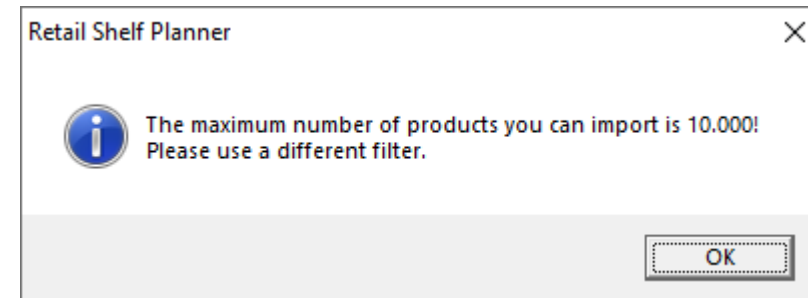 Retail Shelf Planner
The maximum number of products you can import is 10.000!
Please use a different filter.
OK